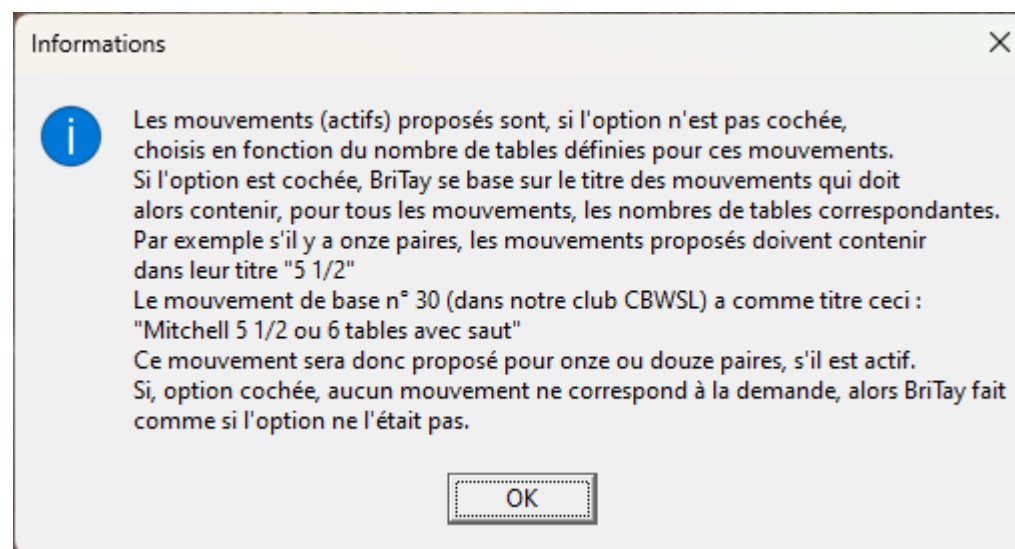 Informations
Les mouvements (actifs) proposés sont, si l'option n'est pas cochée,
choisis en fonction du nombre de tables définies pour ces mouvements.
Si l'option est cochée, BriTay se base sur le titre des mouvements qui doit
alors contenir, pour tous les mouvements, les nombres de tables correspondantes.
Par exemple s'il y a onze paires, les mouvements proposés doivent contenir
dans leur titre "5 1/2"
Le mouvement de base n° 30 (dans notre club CBWSL) a comme titre ceci :
"Mitchell 5 1/2 ou 6 tables avec saut"
Ce mouvement sera donc proposé pour onze ou douze paires, s'il est actif.
Si, option cochée, aucun mouvement ne correspond à la demande, alors BriTay fait
comme si l'option ne l'était pas.
OK